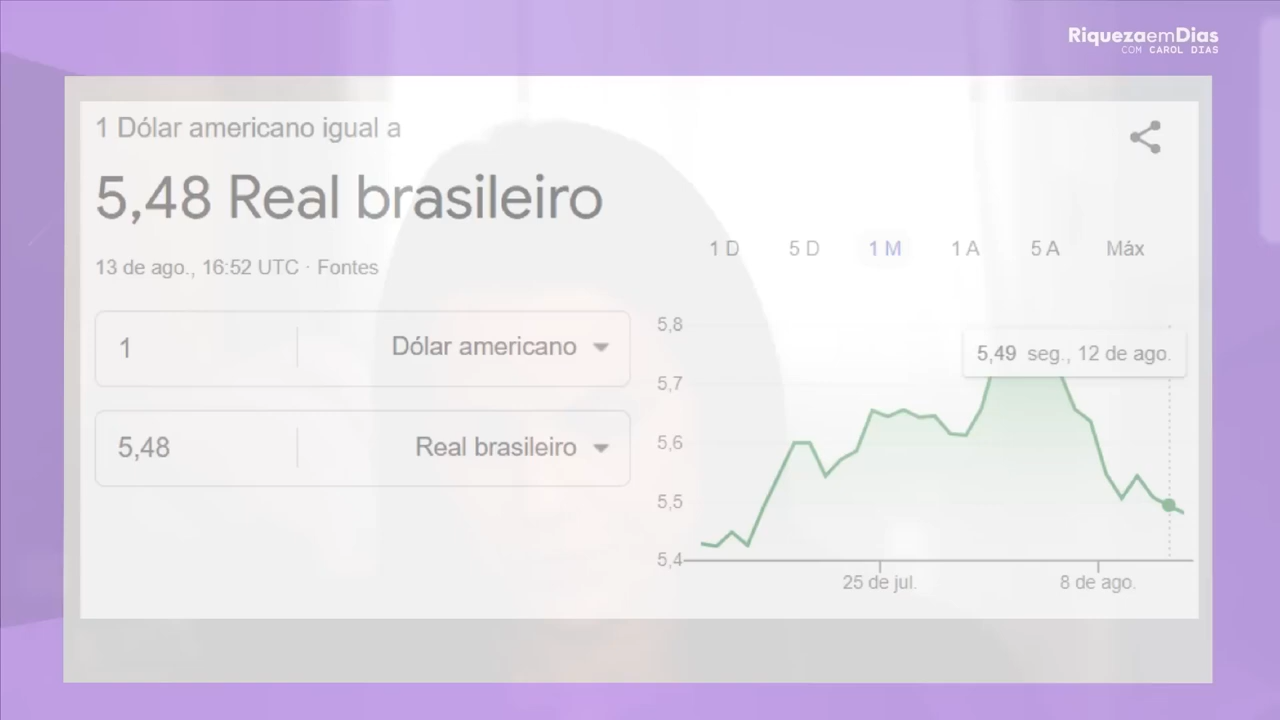 RiquezaemDias
COM CAROL DIAS
1 Dólar americano igual a
5,48 Real brasileiro
13 de ago., 16:52 UTC · Fontes
1 Dólar americano
5,48 Real brasileiro
1 D 5 D 1 M 1 A 5 A Máx
5,8
5,49 seg., 12 de ago.
5,7
5,6
5,5
5,4
25 de jul. 8 de ago.